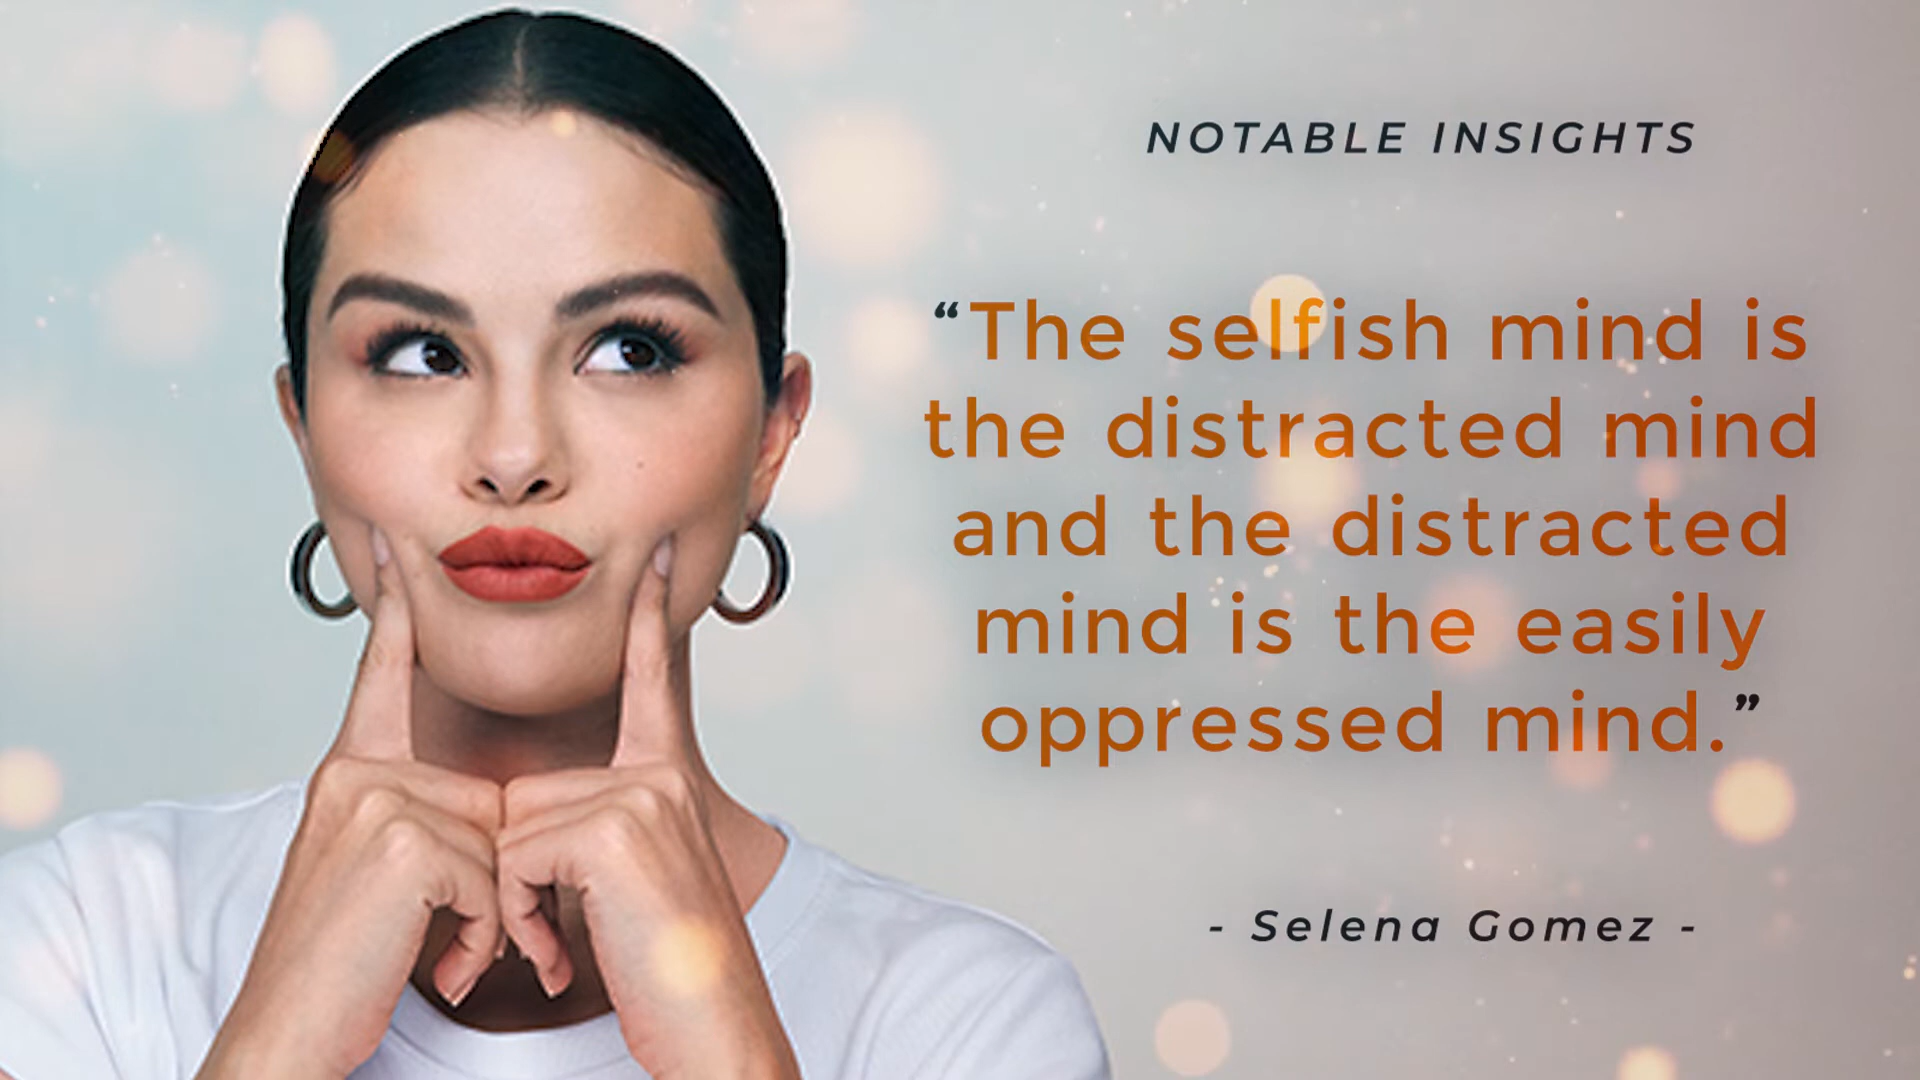 NOTABLE INSIGHTS
“The selfish mind is
the distracted mind
and the distracted
mind is the easily
oppressed mind.”
- Selena Gomez -